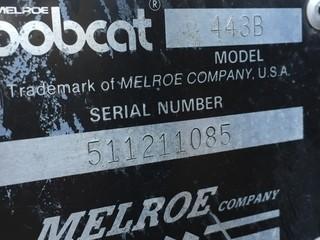 MELROE
bobcat®
443B
MODEL
Trademark of MELROE COMPANY, U.S.A.
SERIAL NUMBER
511211085
MELROE COMPANY